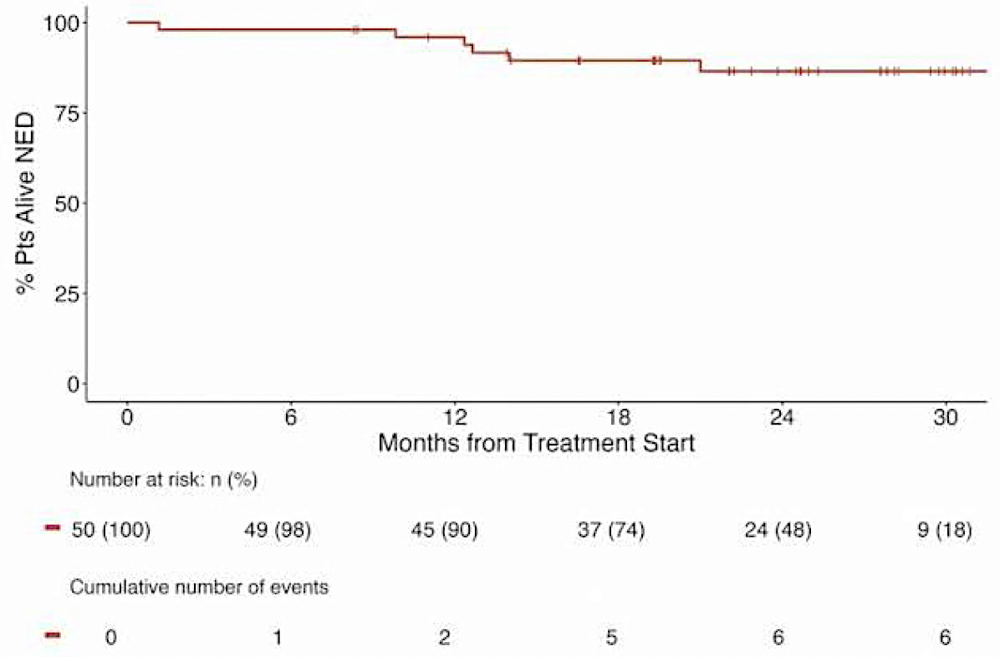 100
75
50
25
0
% Pts Alive NED
0 6 12 18 24 30
Months from Treatment Start
Number at risk: n (%)
50 (100) 49 (98) 45 (90) 37 (74) 24 (48) 9 (18)
Cumulative number of events
0 1 2 5 6 6